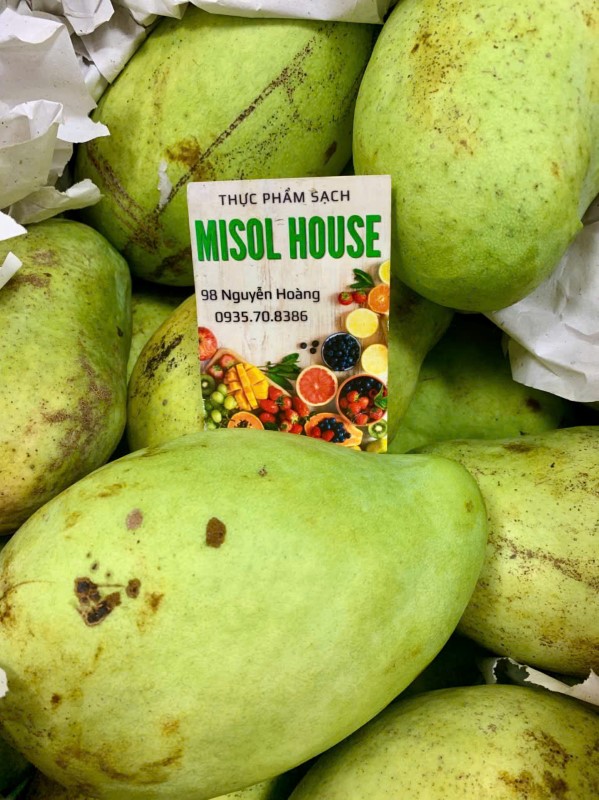 THỰC PHẨM SẠCH
MISOL HOUSE
98 Nguyễn Hoàng
0935.70.8386